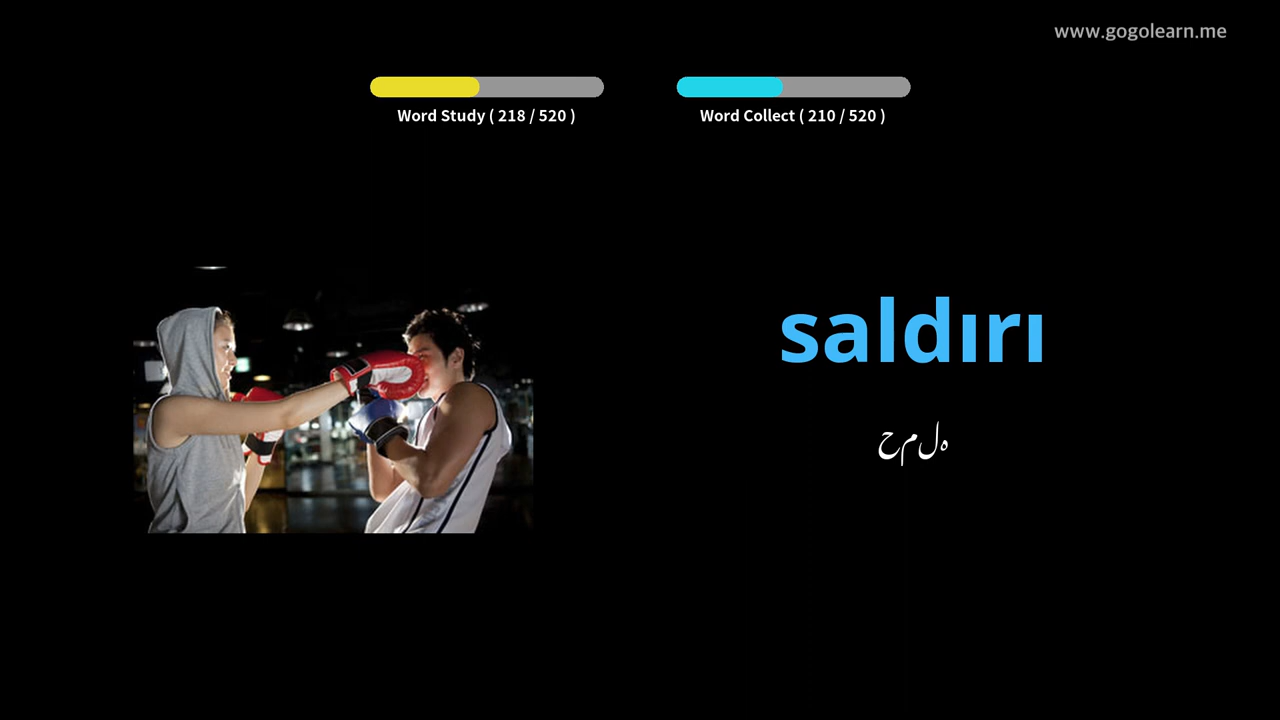 www.gogolearn.me
Word Study ( 218 / 520 )
Word Collect ( 210 / 520 )
saldırı
حمله